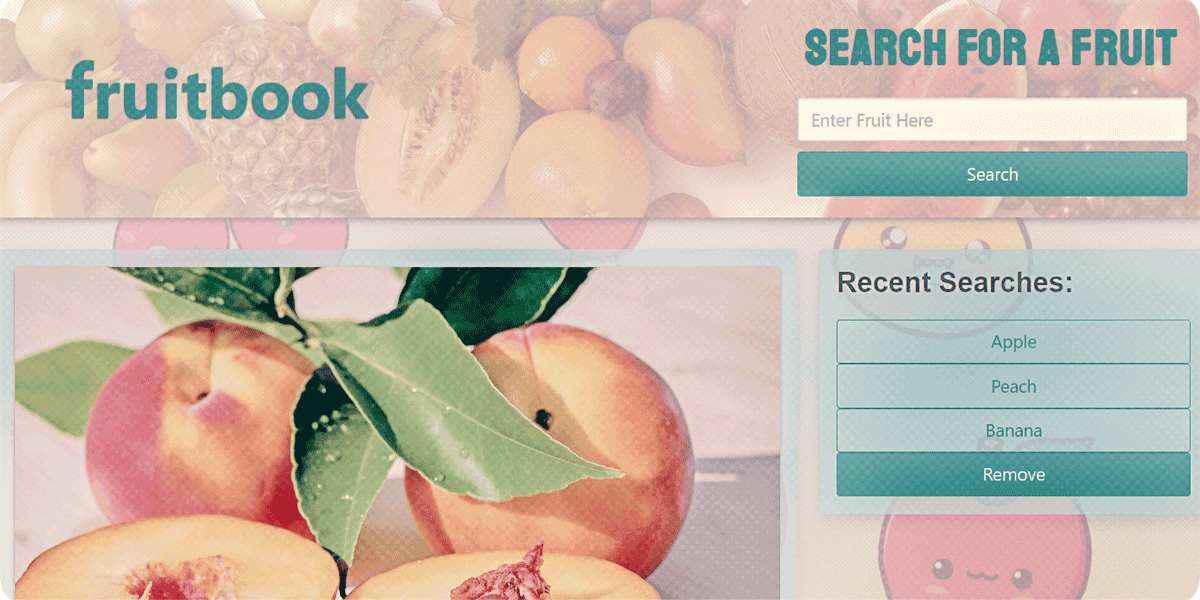 fruitbook
SEARCH FOR A FRUIT
Enter Fruit Here
Search
Recent Searches:
Apple
Peach
Banana
Remove